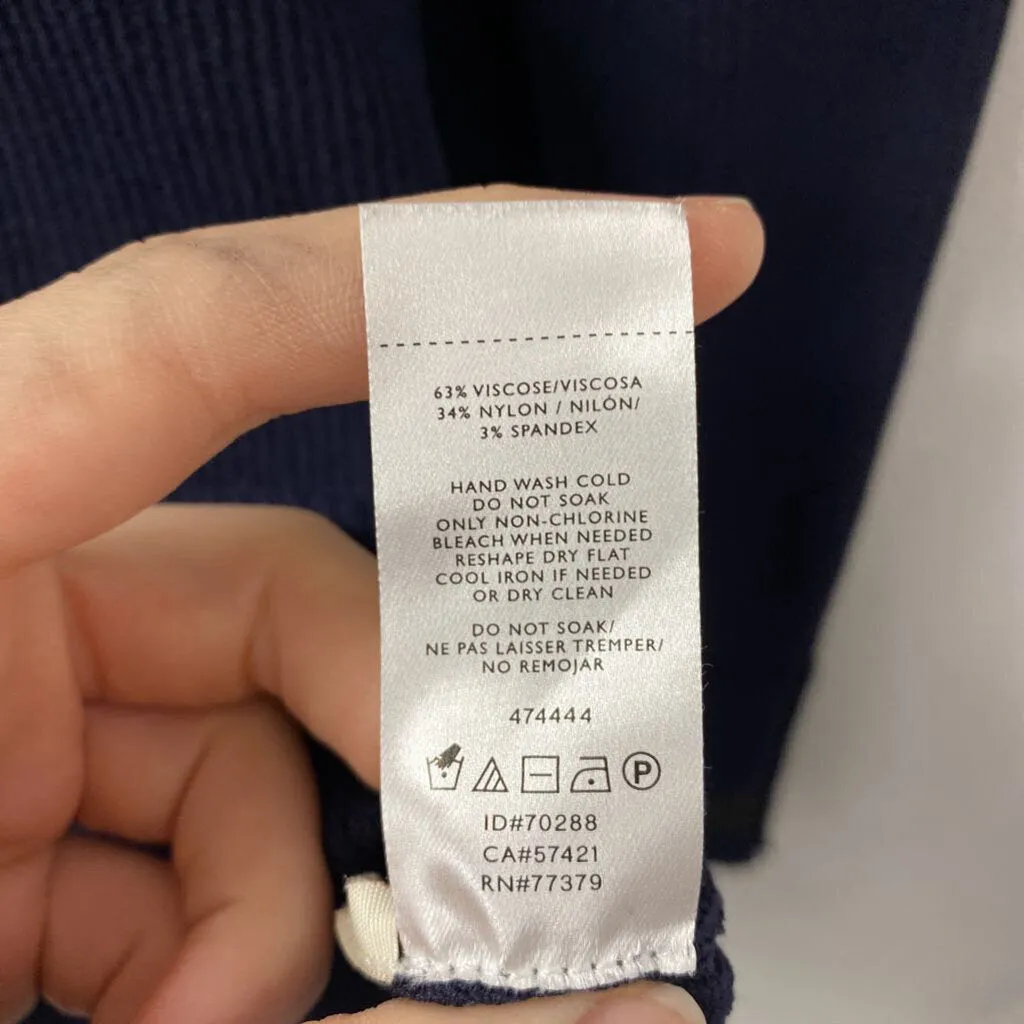 63% VISCOSE/VISCOSA
34% NYLON / NILÓN/
3% SPANDEX
HAND WASH COLD
DO NOT SOAK
ONLY NON-CHLORINE
BLEACH WHEN NEEDED
RESHAPE DRY FLAT
COOL IRON IF NEEDED
OR DRY CLEAN
DO NOT SOAK/
NE PAS LAISSER TREMPER/
NO REMOJAR
474444
P
ID#70288
CA#57421
RN#77379